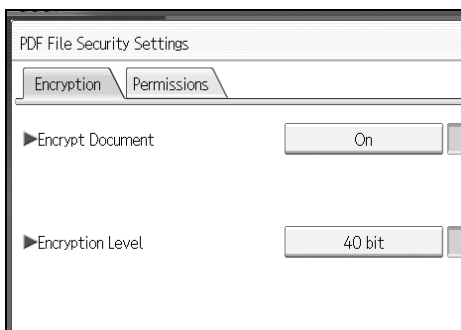 PDF File Security Settings
Encryption Permissions
▶Encrypt Document On
▶Encryption Level 40 bit